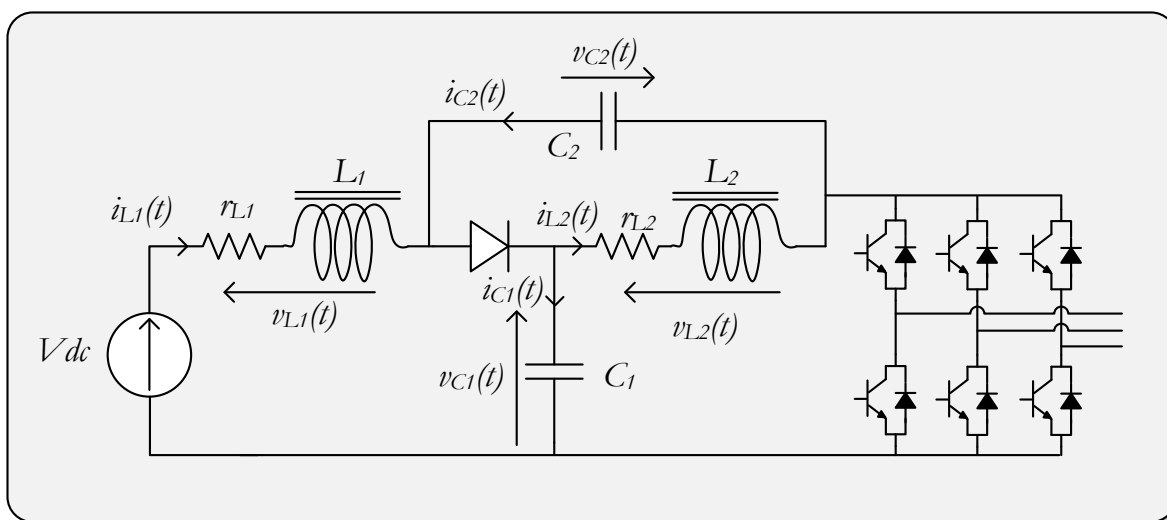 vC2(t)
iC2(t)
C2
L1
L2
iL1(t)
rL1
iL2(t)
rL2
iC1(t)
vL1(t)
vL2(t)
Vdc
vC1(t)
C1